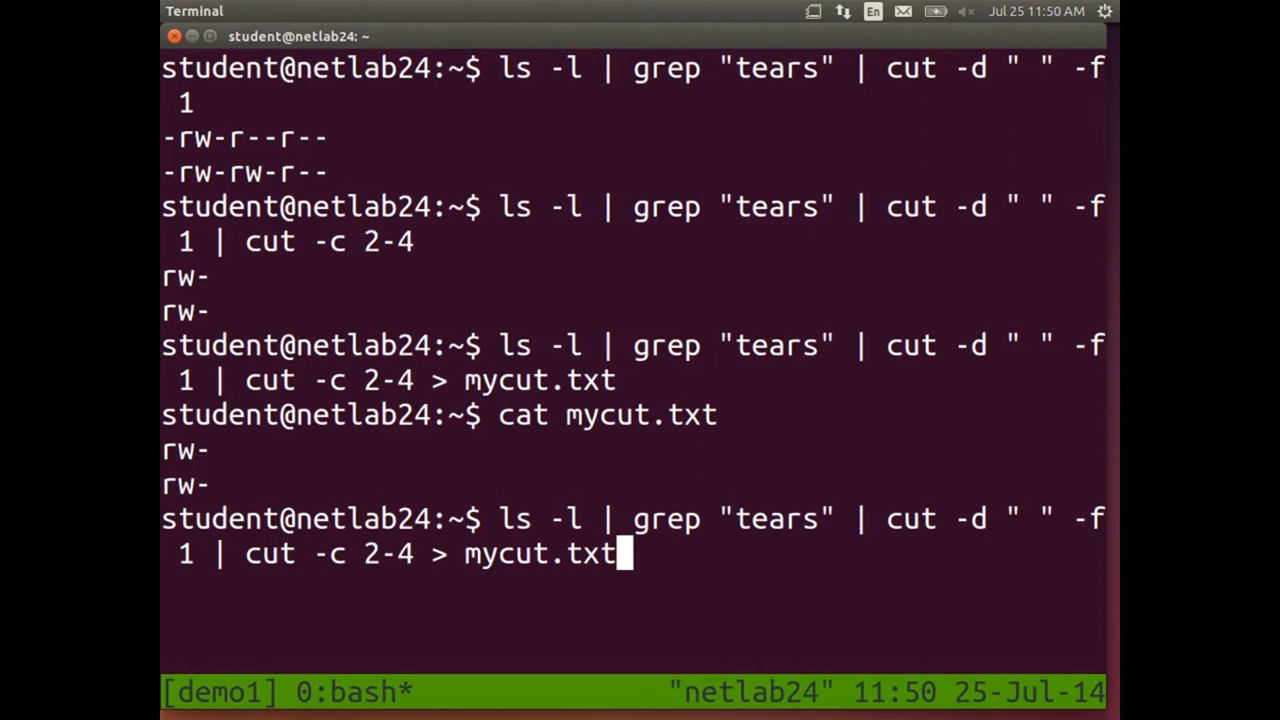 Terminal En Jul 25 11:50 AM
student@netlab24: ~
student@netlab24:~$ ls -l | grep "tears" | cut -d " " -f
1
-rw-r--r--
-rw-rw-r--
student@netlab24:~$ ls -l | grep "tears" | cut -d " " -f
1 | cut -c 2-4
rw-
rw-
student@netlab24:~$ ls -l | grep "tears" | cut -d " " -f
1 | cut -c 2-4 > mycut.txt
student@netlab24:~$ cat mycut.txt
rw-
rw-
student@netlab24:~$ ls -l | grep "tears" | cut -d " " -f
1 | cut -c 2-4 > mycut.txt
[demo1] 0:bash* "netlab24" 11:50 25-Jul-14